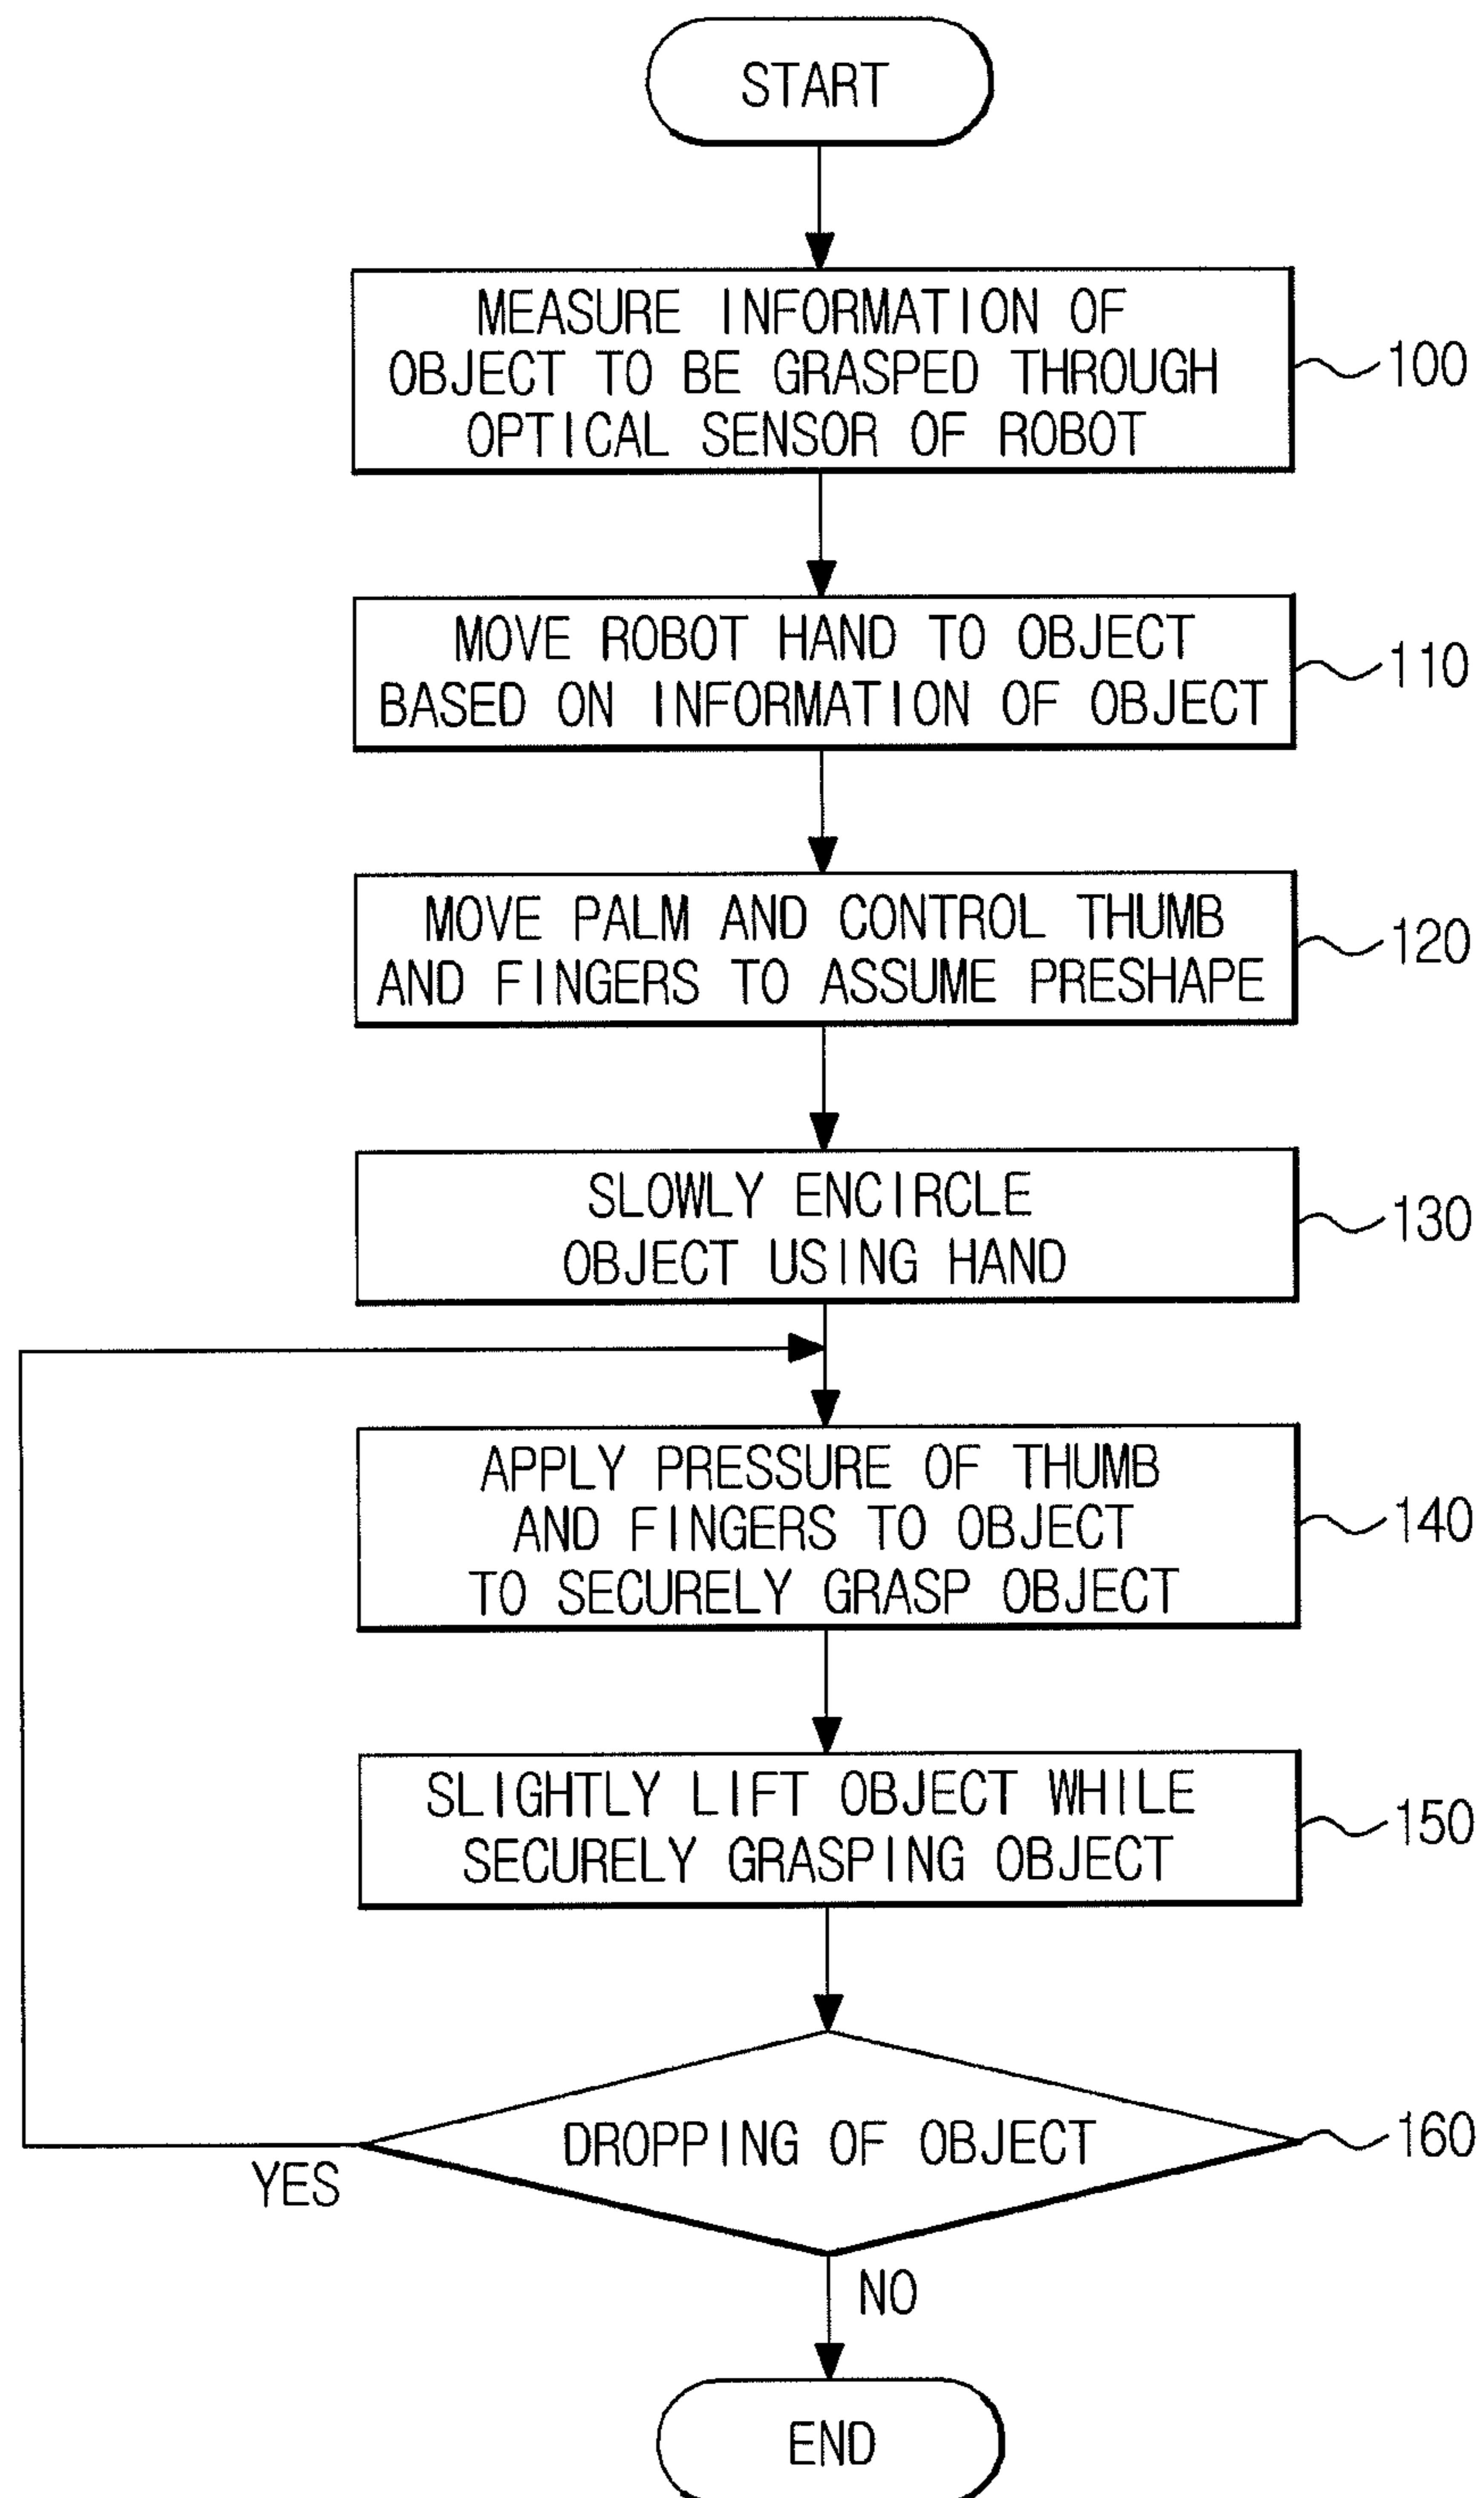 START
MEASURE INFORMATION OF
OBJECT TO BE GRASPED THROUGH
OPTICAL SENSOR OF ROBOT
100
MOVE ROBOT HAND TO OBJECT
BASED ON INFORMATION OF OBJECT
110
MOVE PALM AND CONTROL THUMB
AND FINGERS TO ASSUME PRESHAPE
120
SLOWLY ENCIRCLE
OBJECT USING HAND
130
APPLY PRESSURE OF THUMB
AND FINGERS TO OBJECT
TO SECURELY GRASP OBJECT
140
SLIGHTLY LIFT OBJECT WHILE
SECURELY GRASPING OBJECT
150
DROPPING OF OBJECT
160
YES
NO
END